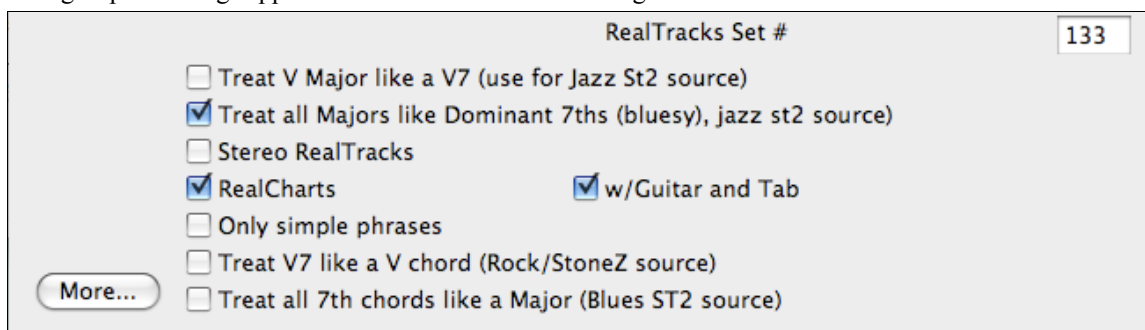 RealTracks Set # 133
Treat V Major like a V7 (use for Jazz St2 source)
Treat all Majors like Dominant 7ths (bluesy), jazz st2 source)
Stereo RealTracks
RealCharts w/Guitar and Tab
Only simple phrases
Treat V7 like a V chord (Rock/StoneZ source)
More... Treat all 7th chords like a Major (Blues ST2 source)